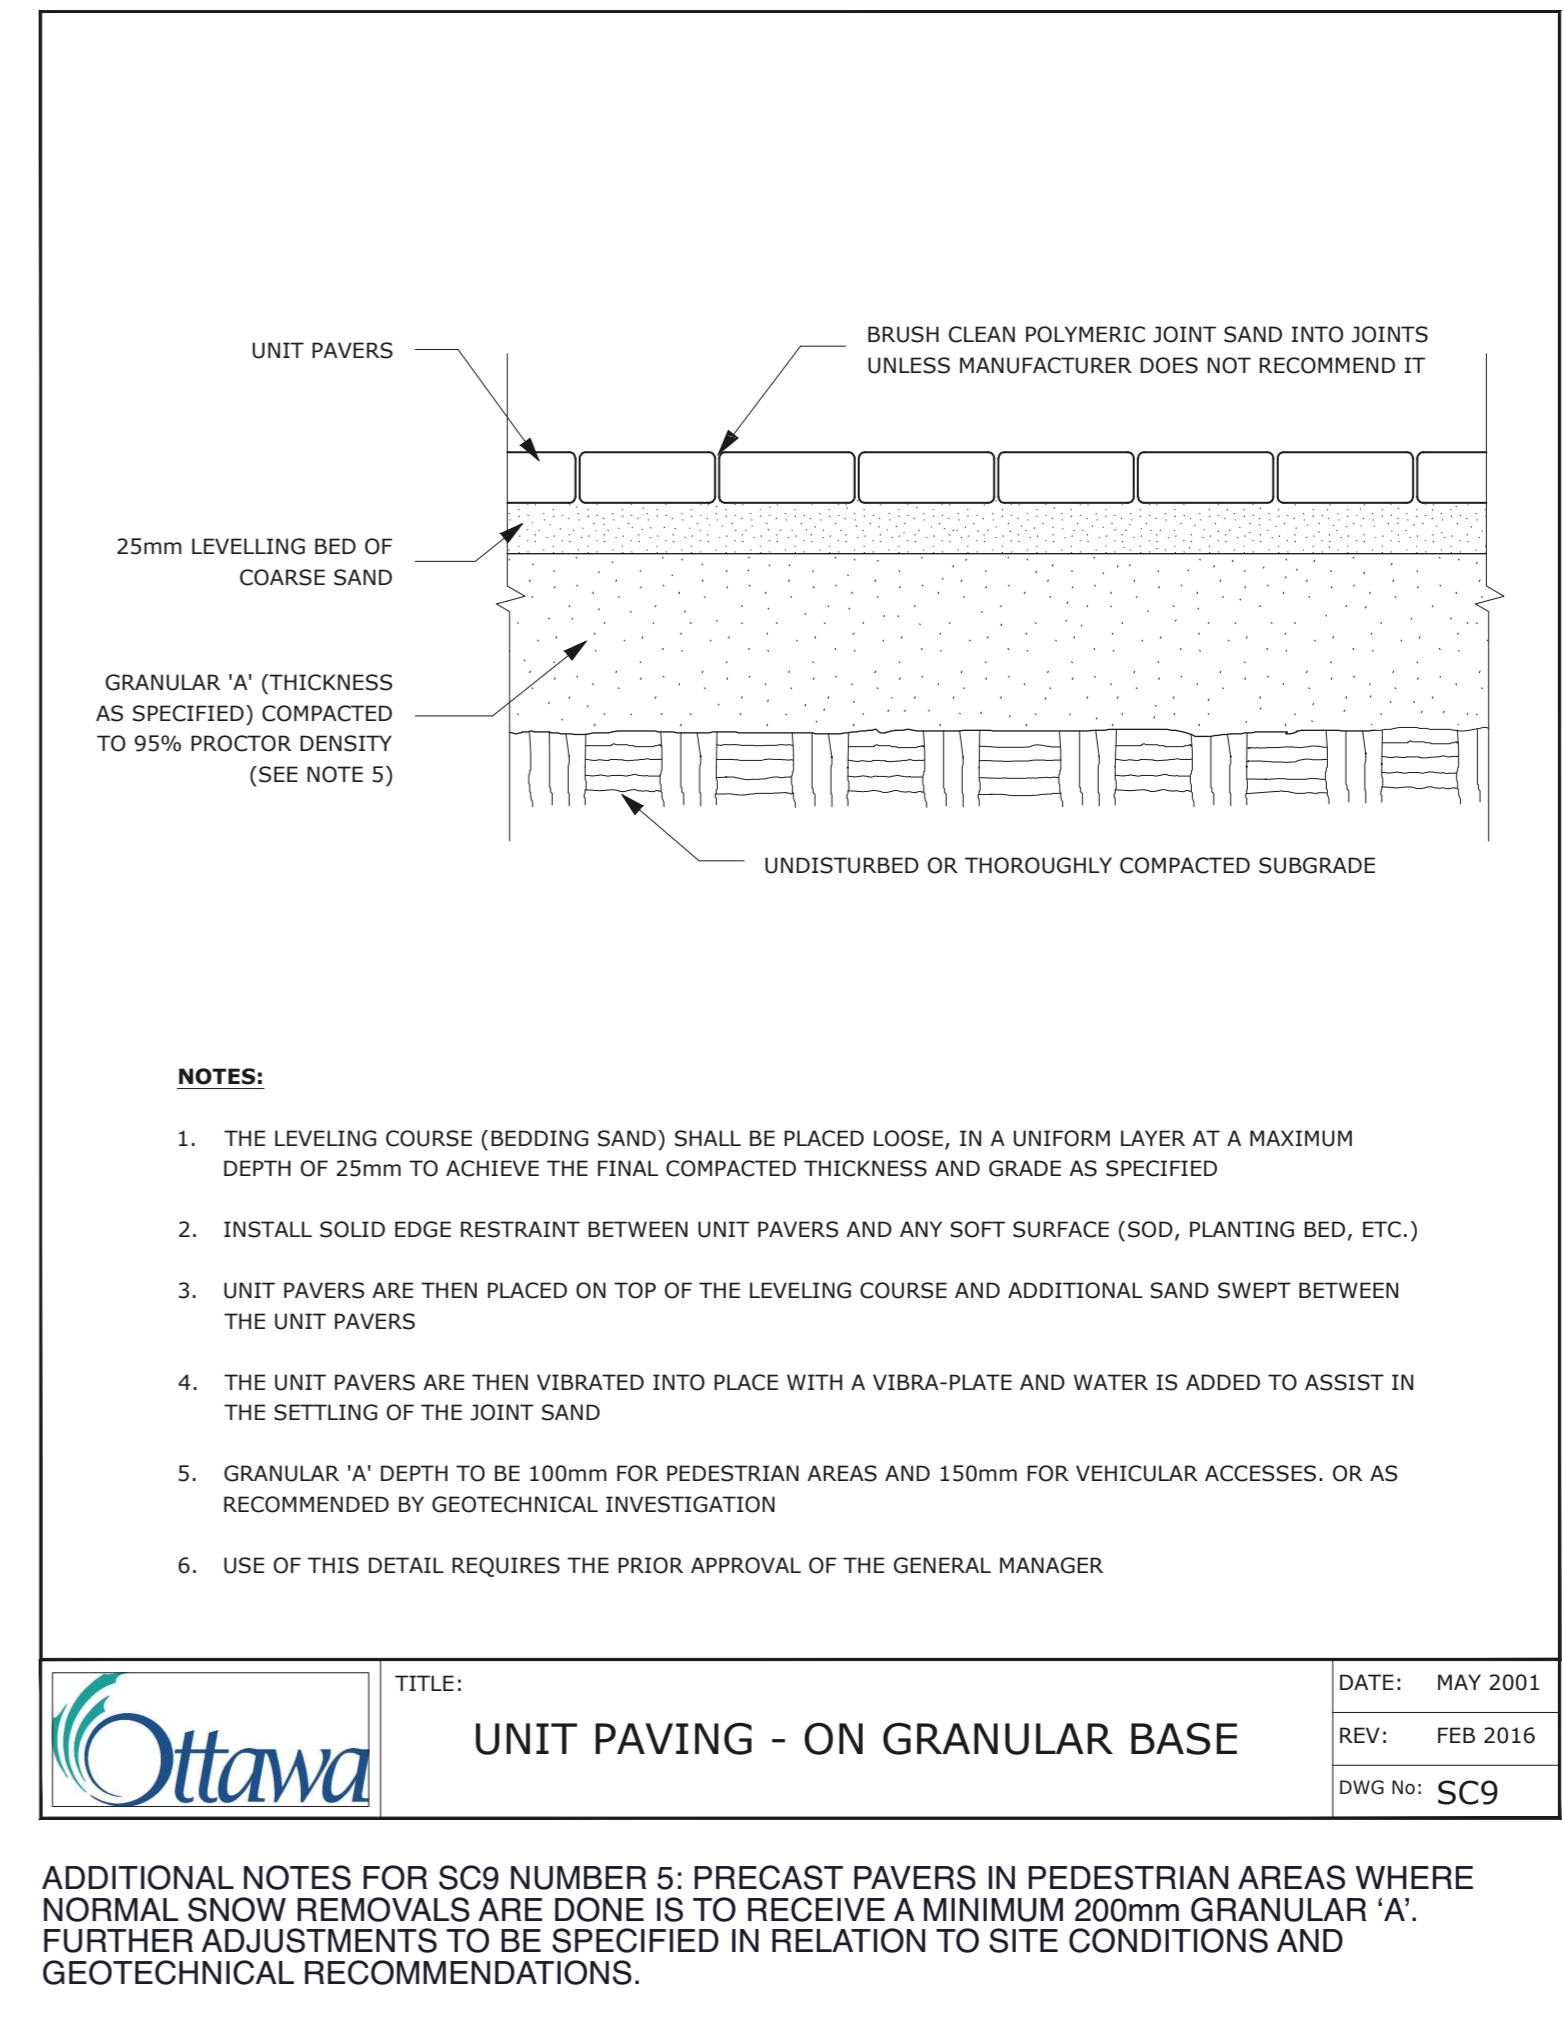 UNIT PAVERS
BRUSH CLEAN POLYMERIC JOINT SAND INTO JOINTS
UNLESS MANUFACTURER DOES NOT RECOMMEND IT
25mm LEVELLING BED OF
COARSE SAND
GRANULAR 'A' (THICKNESS
AS SPECIFIED) COMPACTED
TO 95% PROCTOR DENSITY
(SEE NOTE 5)
UNDISTURBED OR THOROUGHLY COMPACTED SUBGRADE
NOTES:
1. THE LEVELING COURSE (BEDDING SAND) SHALL BE PLACED LOOSE, IN A UNIFORM LAYER AT A MAXIMUM
DEPTH OF 25mm TO ACHIEVE THE FINAL COMPACTED THICKNESS AND GRADE AS SPECIFIED
2. INSTALL SOLID EDGE RESTRAINT BETWEEN UNIT PAVERS AND ANY SOFT SURFACE (SOD, PLANTING BED, ETC.)
3. UNIT PAVERS ARE THEN PLACED ON TOP OF THE LEVELING COURSE AND ADDITIONAL SAND SWEPT BETWEEN
THE UNIT PAVERS
4. THE UNIT PAVERS ARE THEN VIBRATED INTO PLACE WITH A VIBRA-PLATE AND WATER IS ADDED TO ASSIST IN
THE SETTLING OF THE JOINT SAND
5. GRANULAR 'A' DEPTH TO BE 100mm FOR PEDESTRIAN AREAS AND 150mm FOR VEHICULAR ACCESSES. OR AS
RECOMMENDED BY GEOTECHNICAL INVESTIGATION
6. USE OF THIS DETAIL REQUIRES THE PRIOR APPROVAL OF THE GENERAL MANAGER
Ottawa
TITLE:
UNIT PAVING - ON GRANULAR BASE
DATE: MAY 2001
REV: FEB 2016
DWG No: SC9
ADDITIONAL NOTES FOR SC9 NUMBER 5: PRECAST PAVERS IN PEDESTRIAN AREAS WHERE
NORMAL SNOW REMOVALS ARE DONE IS TO RECEIVE A MINIMUM 200mm GRANULAR ‘A’.
FURTHER ADJUSTMENTS TO BE SPECIFIED IN RELATION TO SITE CONDITIONS AND
GEOTECHNICAL RECOMMENDATIONS.